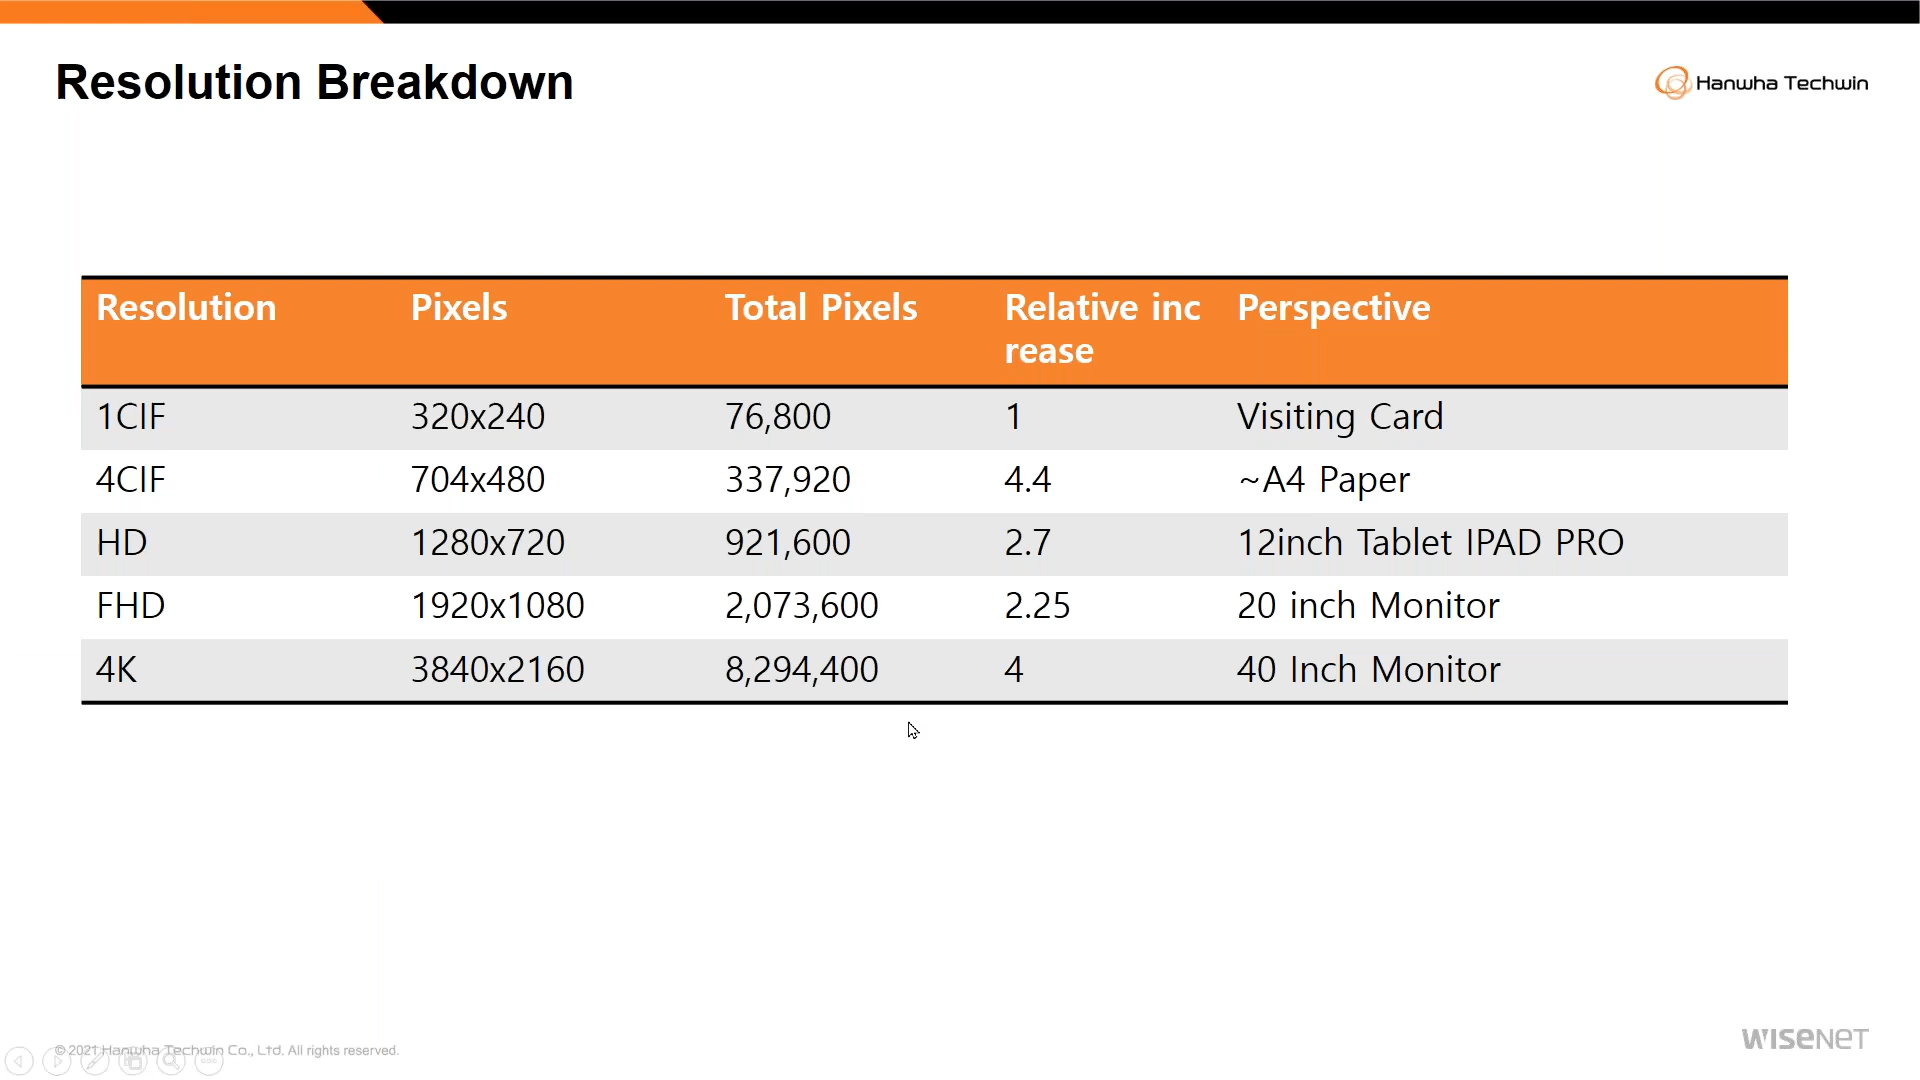 Resolution Breakdown
Hanwha Techwin
Resolution Pixels Total Pixels Relative inc Perspective
rease
1CIF 320x240 76,800 1 Visiting Card
4CIF 704x480 337,920 4.4 ~A4 Paper
HD 1280x720 921,600 2.7 12inch Tablet IPAD PRO
FHD 1920x1080 2,073,600 2.25 20 inch Monitor
4K 3840x2160 8,294,400 4 40 Inch Monitor
© 2021 Hanwha Techwin Co., Ltd. All rights reserved.
WISENET